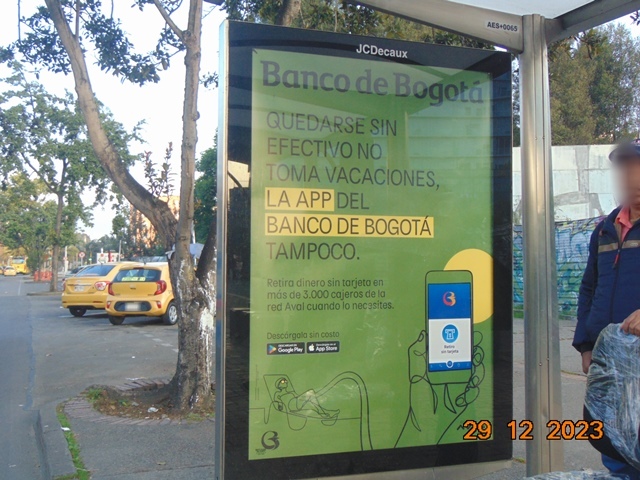 AES+0065
JCDecaux
Banco de Bogotá
QUEDARSE SIN
EFECTIVO NO
TOMA VACACIONES,
LA APP DEL
BANCO DE BOGOTÁ
TAMPOCO.
Retira dinero sin tarjeta en
más de 3.000 cajeros de la
red Aval cuando lo necesites.
Descárgala sin costo
Google Play
App Store
Retiro
sin tarjeta
29 12 2023